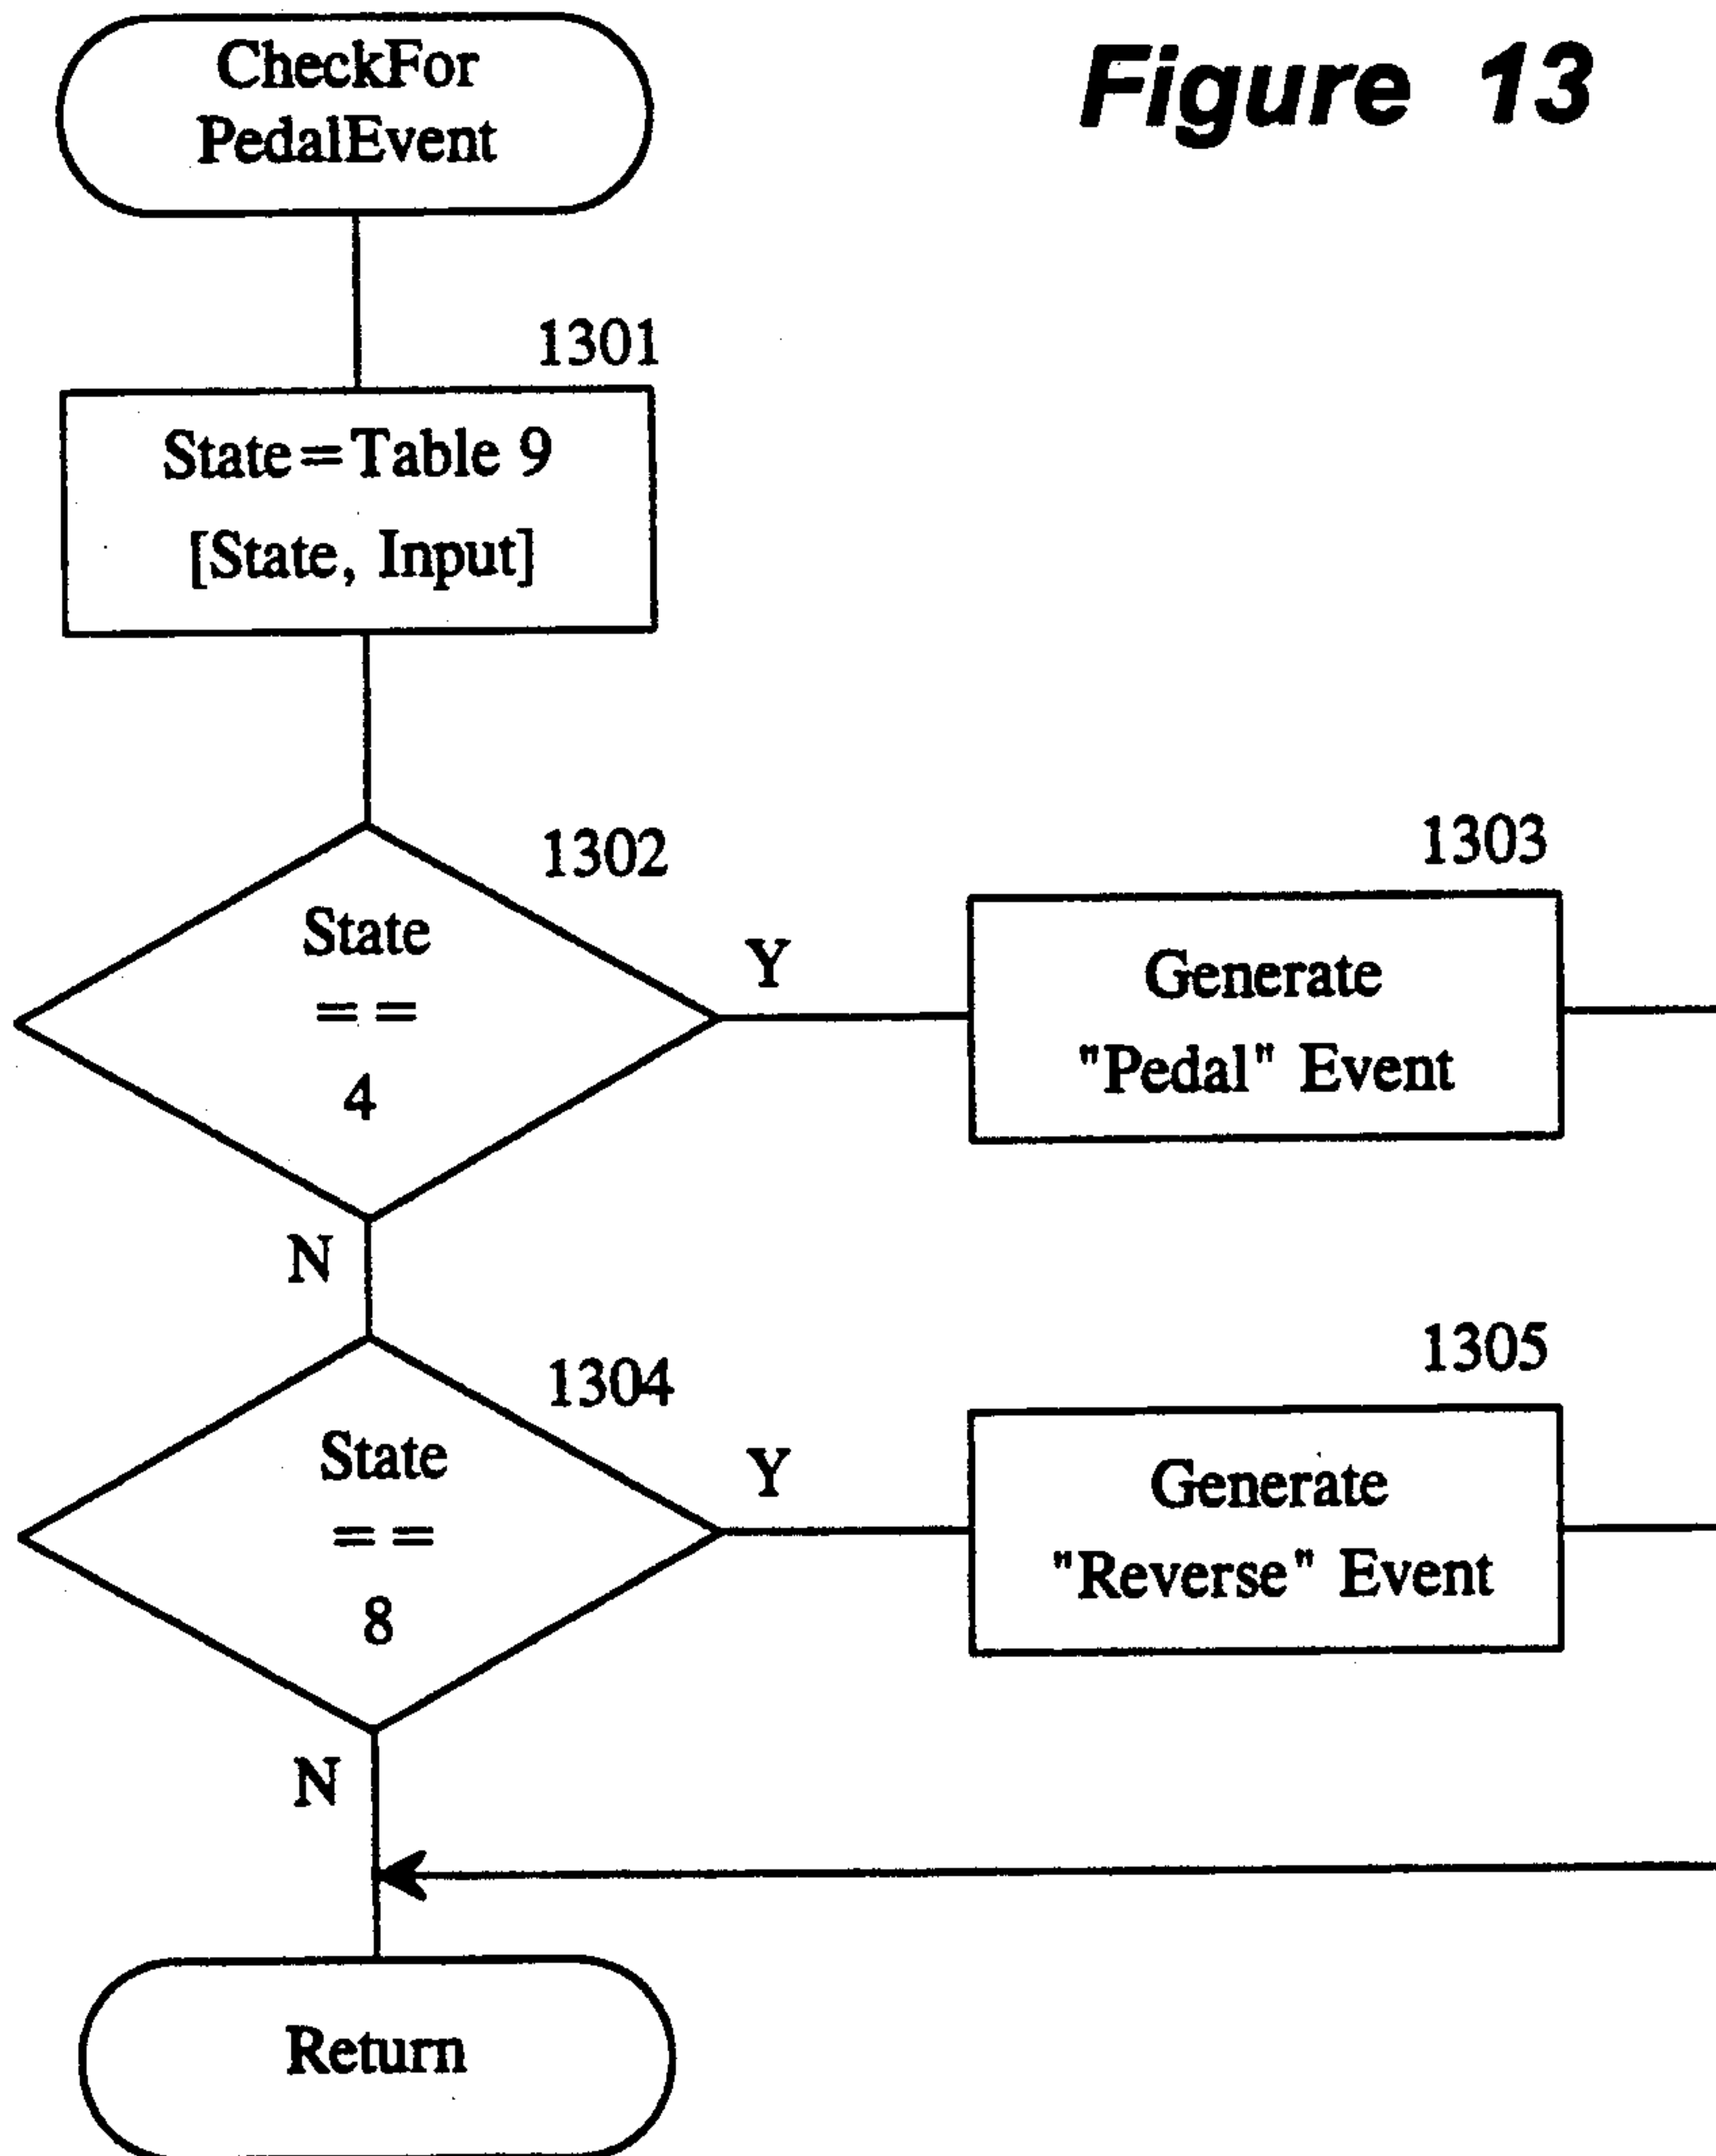 CheckFor
PedalEvent
Figure 13
1301
State=Table 9
[State, Input]
1302
State
==
4
Y
1303
Generate
"Pedal" Event
N
1304
State
==
8
Y
1305
Generate
"Reverse" Event
N
Return